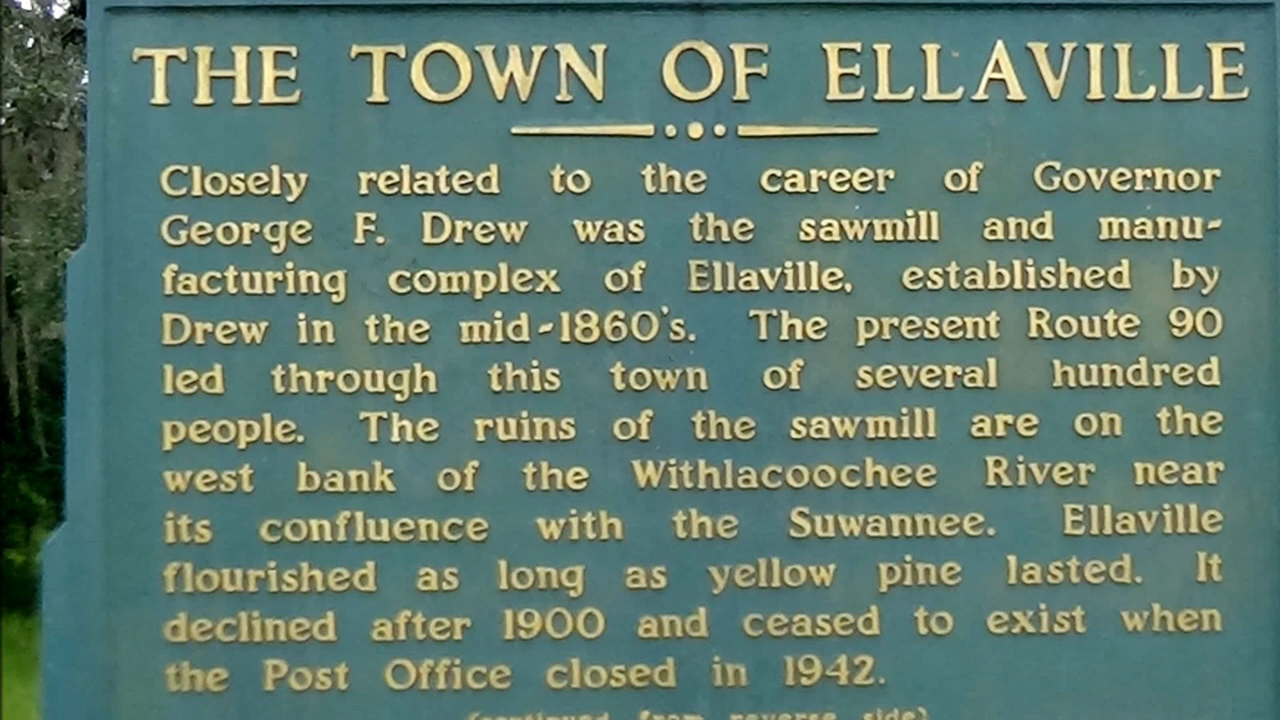 THE TOWN OF ELLAVILLE
Closely related to the career of Governor
George F. Drew was the sawmill and manu-
facturing complex of Ellaville, established by
Drew in the mid-1860's. The present Route 90
led through this town of several hundred
people. The ruins of the sawmill are on the
west bank of the Withlacoochee River near
its confluence with the Suwannee. Ellaville
flourished as long as yellow pine lasted. It
declined after 1900 and ceased to exist when
the Post Office closed in 1942.
(continued from reverse side)